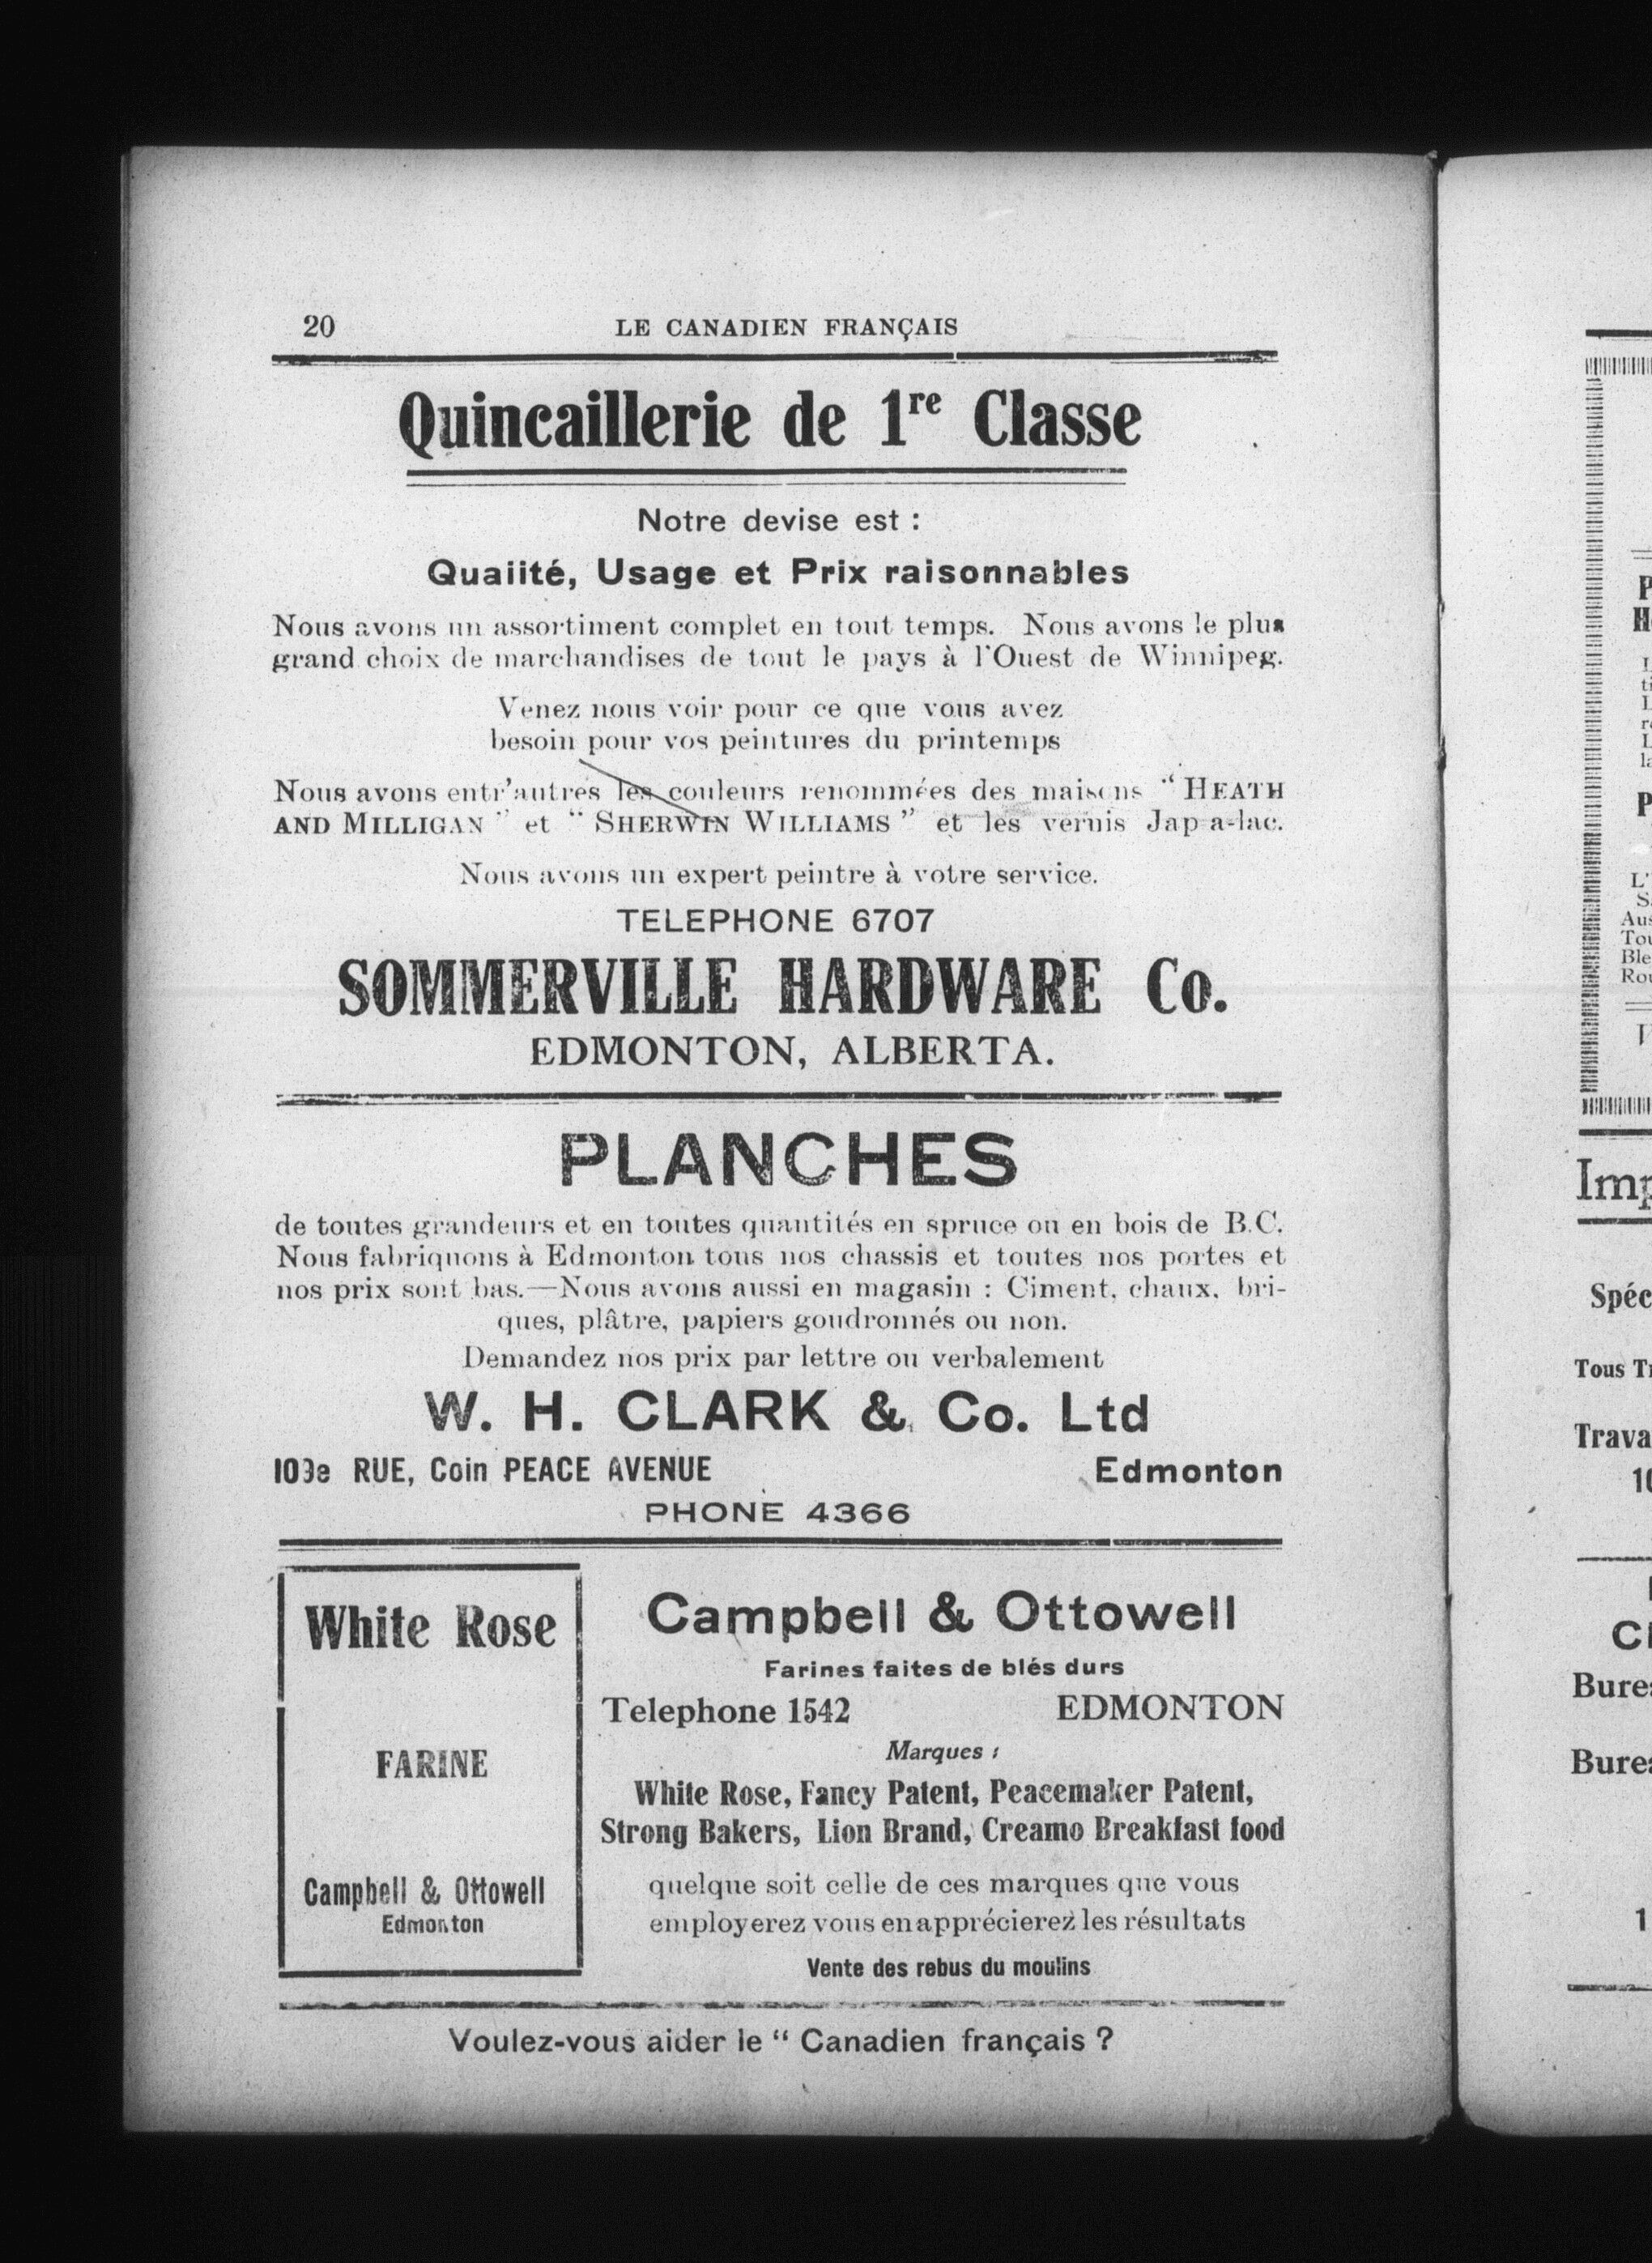 20
LE CANADIEN FRANÇAIS
Quincaillerie de 1re Classe
Notre devise est :
Quaiité, Usage et Prix raisonnables
Nous avons un assortiment complet en tout temps. Nous avons le plus
grand choix de marchandises de tout le pays à l'Ouest de Winnipeg.
Venez nous voir pour ce que vous avez
besoin pour vos peintures du printemps
Nous avons entr'autres les couleurs renommées des maisons “ HEATH
AND MILLIGAN ” et “ SHERWIN WILLIAMS ” et les vernis Jap-a-lac.
Nous avons un expert peintre à votre service.
TELEPHONE 6707
SOMMERVILLE HARDWARE Co.
EDMONTON, ALBERTA.
PLANCHES
de toutes grandeurs et en toutes quantités en spruce ou en bois de B.C.
Nous fabriquons à Edmonton tous nos chassis et toutes nos portes et
nos prix sont bas.—Nous avons aussi en magasin : Ciment, chaux, bri-
ques, plâtre, papiers goudronnés ou non.
Demandez nos prix par lettre ou verbalement
W. H. CLARK & Co. Ltd
RUE, Coin PEACE AVENUE
Edmonton
PHONE 4366
White Rose
FARINE
Campbell & Ottowell
Edmonton
Campbell & Ottowell
Farines faites de blés durs
Telephone 1542
EDMONTON
Marques :
White Rose, Fancy Patent, Peacemaker Patent,
Strong Bakers, Lion Brand, Creamo Breakfast food
quelque soit celle de ces marques que vous
employerez vous en apprécierez les résultats
Vente des rebus du moulins
Voulez-vous aider le “ Canadien français ?
Spéc
Tous
Trava
Bure
Bure